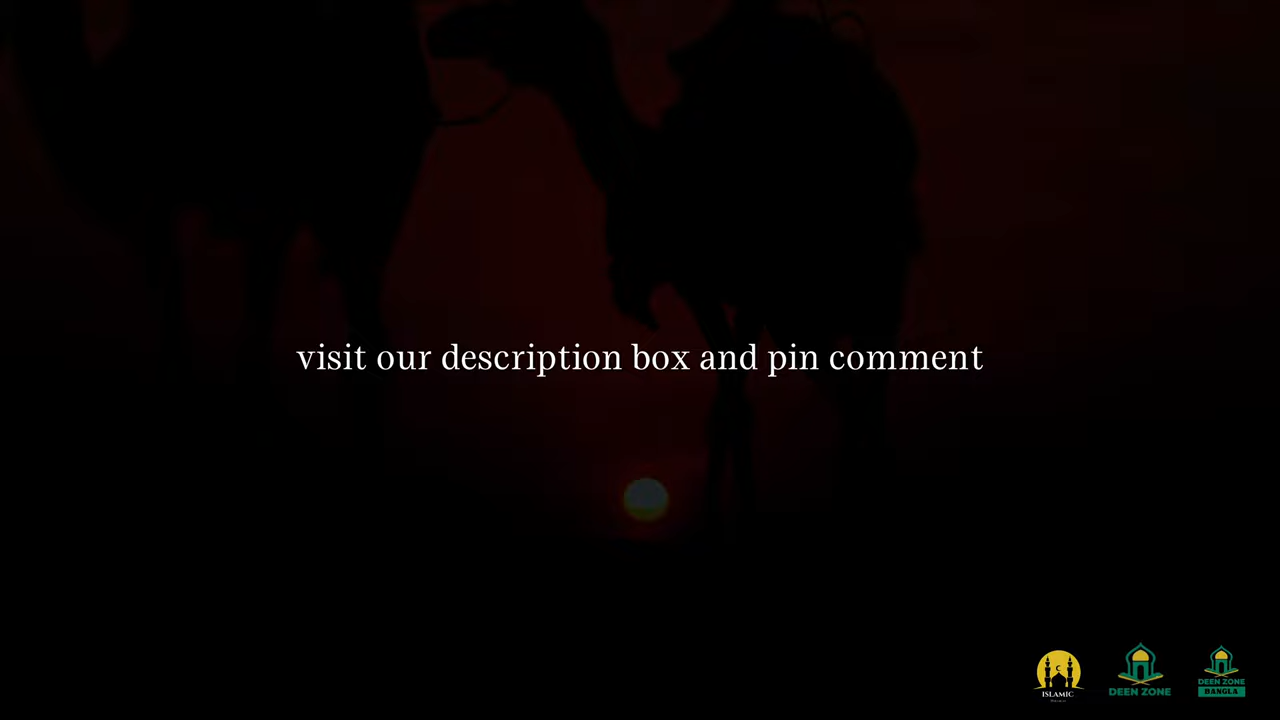 visit our description box and pin comment
ISLAMIC
DEEN ZONE
DEEN ZONE
BANGLA